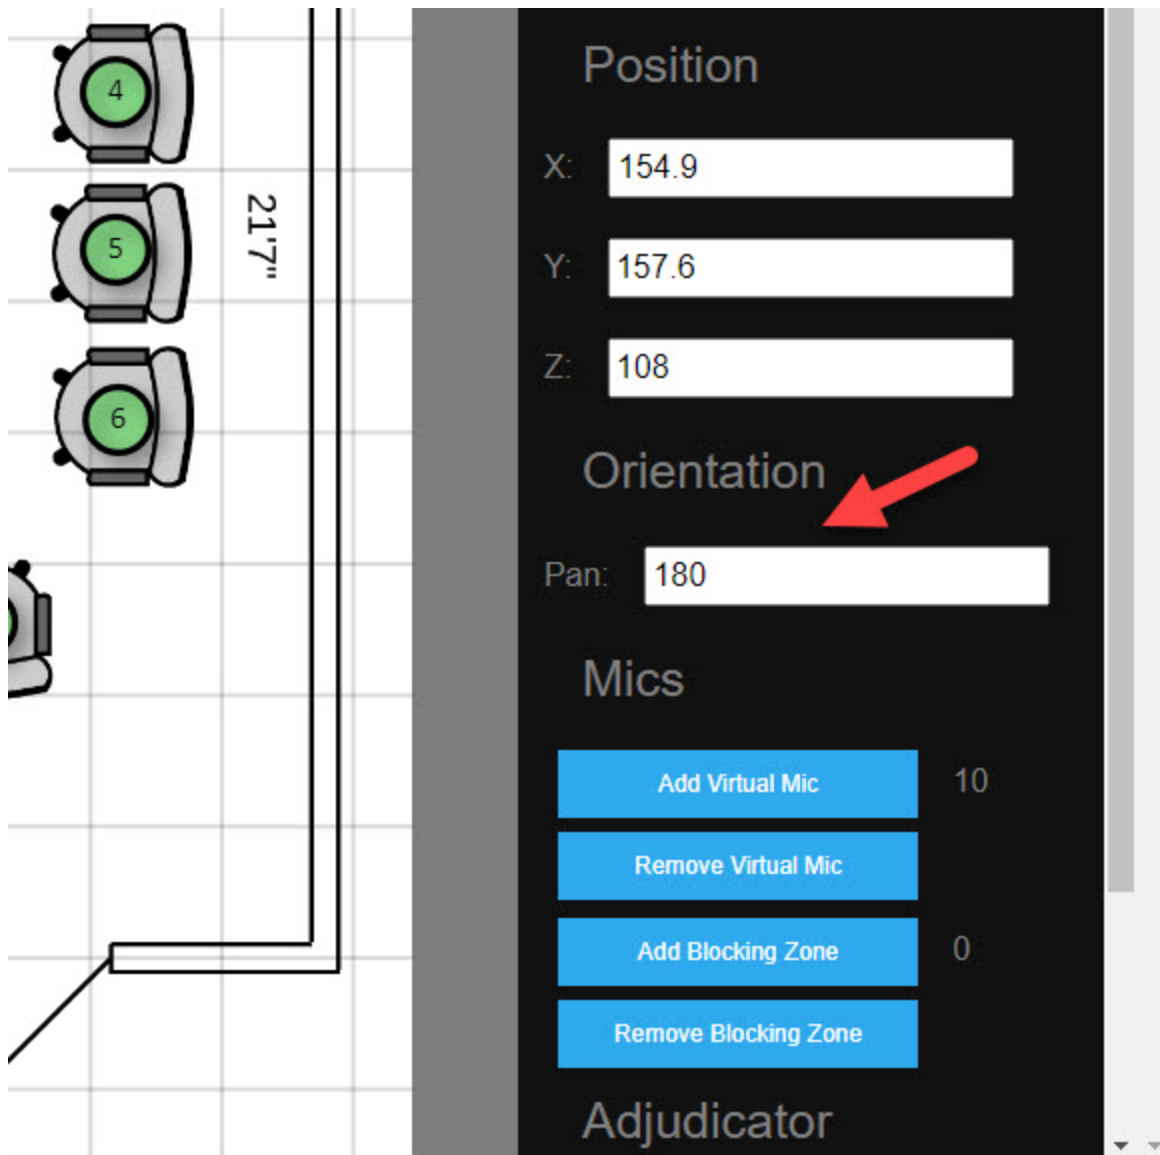 4
5
21'7"
6
Position
X: 154.9
Y: 157.6
Z: 108
Orientation
Pan: 180
Mics
Add Virtual Mic 10
Remove Virtual Mic
Add Blocking Zone 0
Remove Blocking Zone
Adjudicator